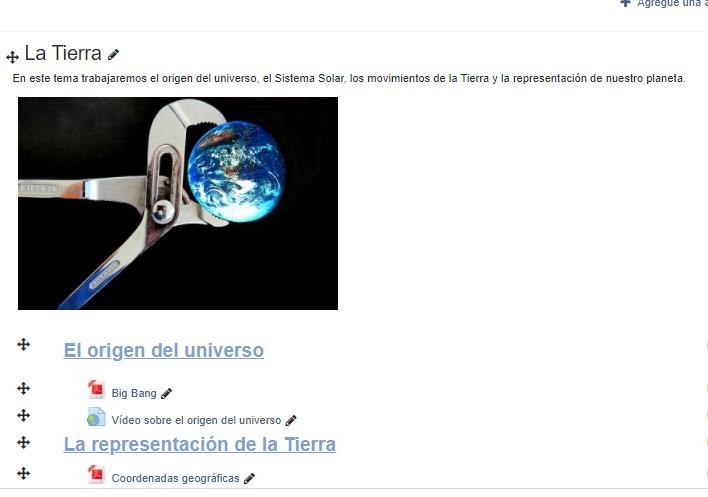 Agregue una
La Tierra
En este tema trabajaremos el origen del universo, el Sistema Solar, los movimientos de la Tierra y la representación de nuestro planeta.
El origen del universo
Big Bang
Vídeo sobre el origen del universo
La representación de la Tierra
Coordenadas geográficas